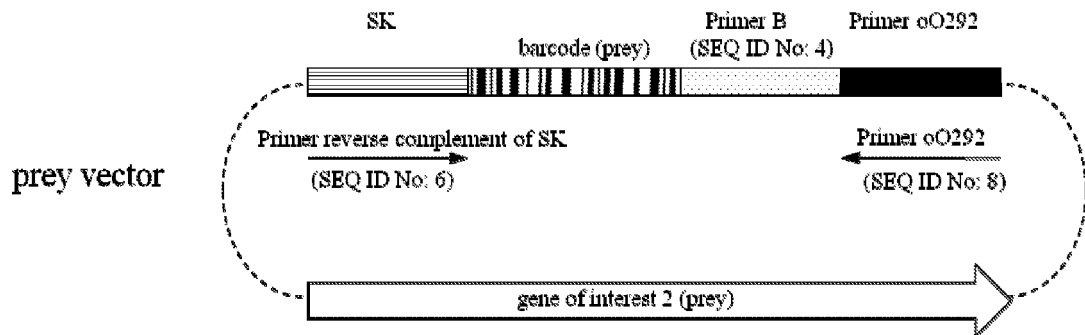 SK
barcode (prey)
Primer B
(SEQ ID No: 4)
Primer oO292
Primer reverse complement of SK
(SEQ ID No: 6)
Primer oO292
(SEQ ID No: 8)
prey vector
gene of interest 2 (prey)